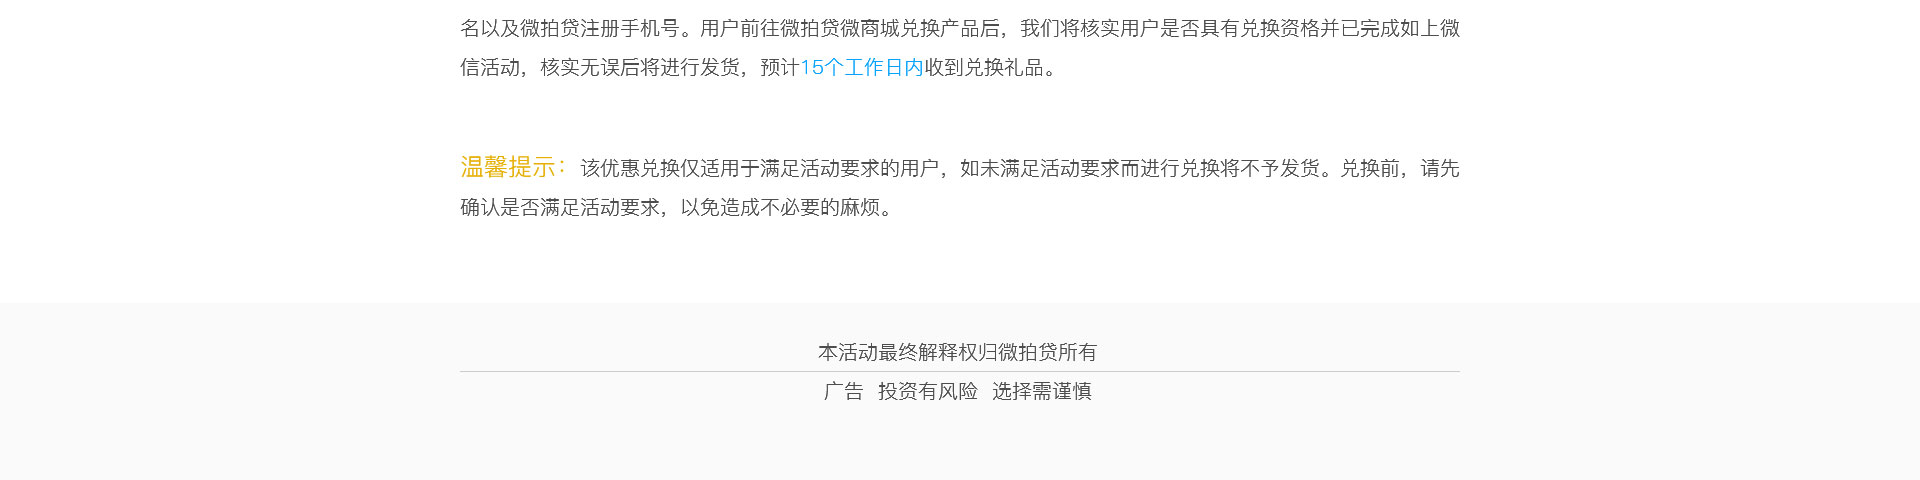 名以及微拍贷注册手机号。用户前往微拍贷微商城兑换产品后，我们将核实用户是否具有兑换资格并已完成如上微
信活动，核实无误后将进行发货，预计15个工作日内收到兑换礼品。
温馨提示：该优惠兑换仅适用于满足活动要求的用户，如未满足活动要求而进行兑换将不予发货。兑换前，请先
确认是否满足活动要求，以免造成不必要的麻烦。
本活动最终解释权归微拍贷所有
广告 投资有风险 选择需谨慎